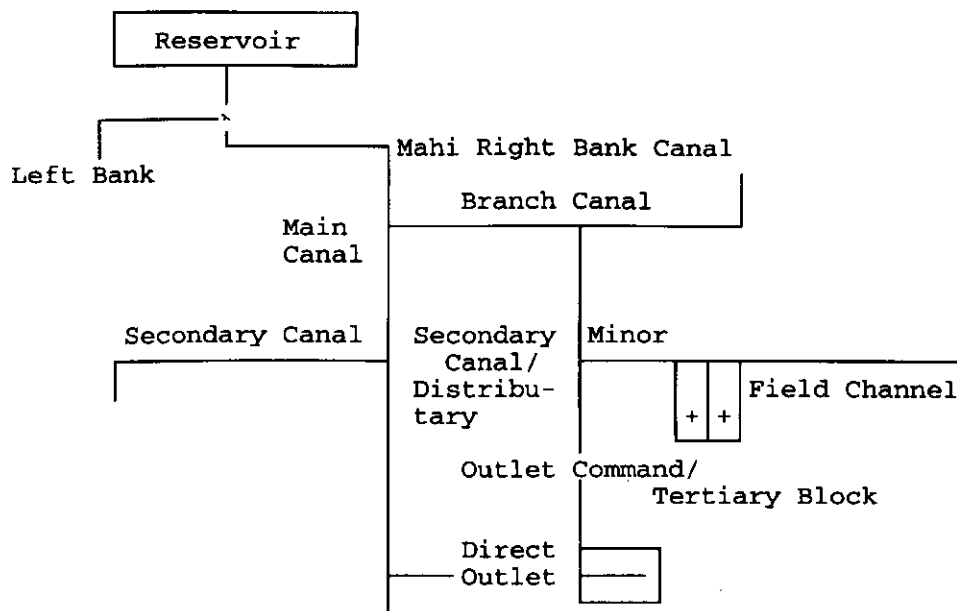 Reservoir
Mahi Right Bank Canal
Left Bank
Branch Canal
Main
Canal
Secondary Canal
Secondary
Canal/
Distribu-
tary
Minor
Field Channel
+ +
Outlet Command/
Tertiary Block
Direct
Outlet